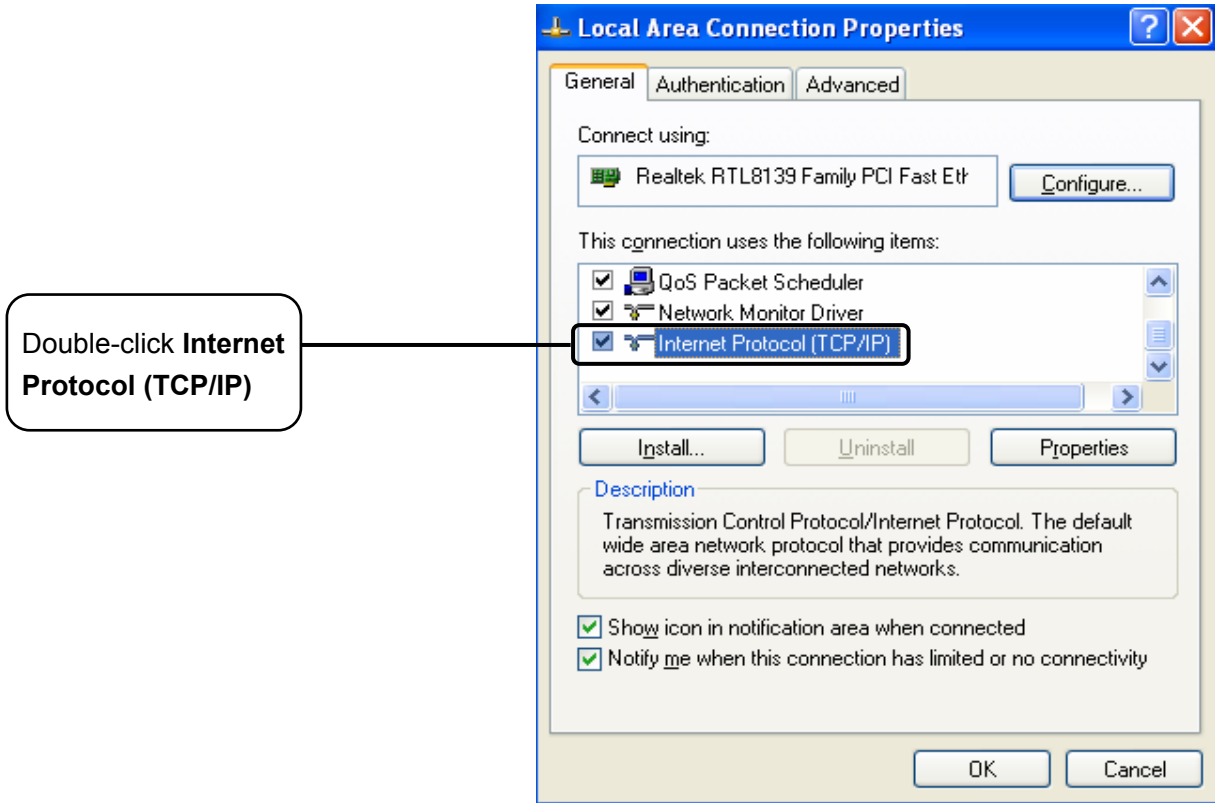 Local Area Connection Properties
General Authentication Advanced
Connect using:
Realtek RTL8139 Family PCI Fast Eth
Configure...
This connection uses the following items:
QoS Packet Scheduler
Network Monitor Driver
Internet Protocol (TCP/IP)
Double-click Internet
Protocol (TCP/IP)
Install... Uninstall Properties
Description
Transmission Control Protocol/Internet Protocol. The default
wide area network protocol that provides communication
across diverse interconnected networks.
Show icon in notification area when connected
Notify me when this connection has limited or no connectivity
OK Cancel